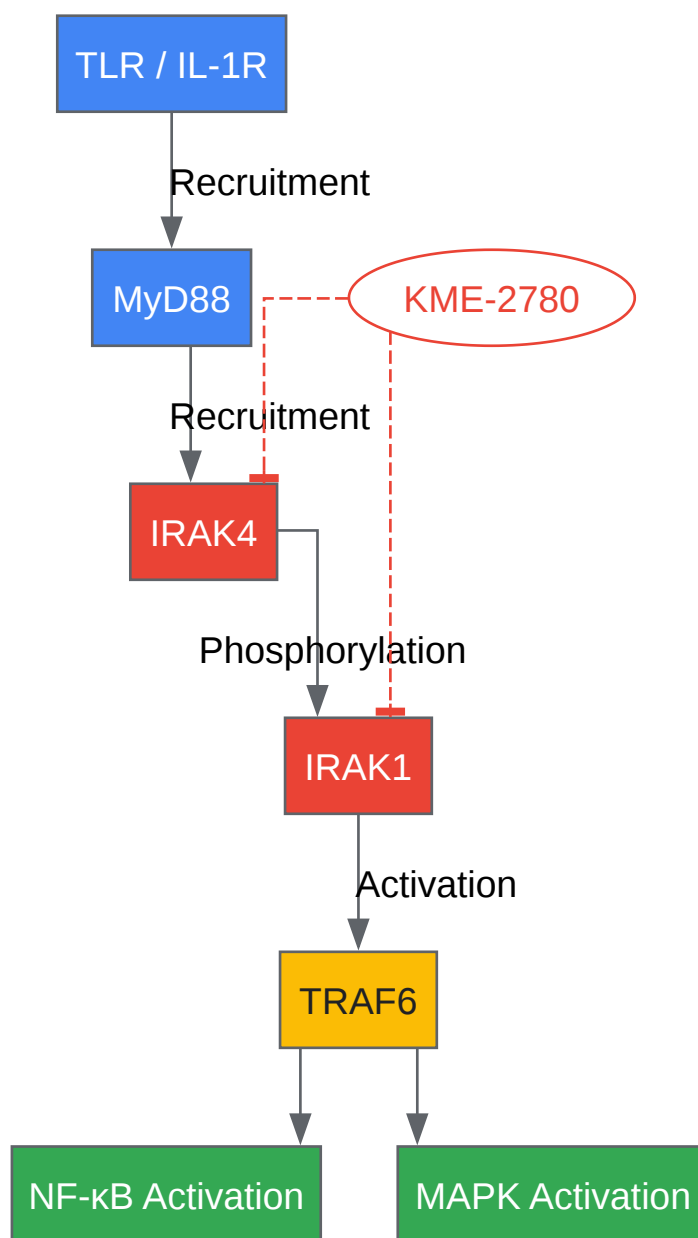 TLR / IL-1R
Recruitment
MyD88
KME-2780
Recruitment
IRAK4
Phosphorylation
IRAK1
Activation
TRAF6
NF-κB Activation
MAPK Activation